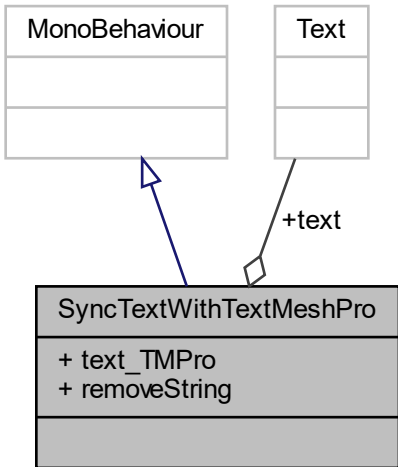 MonoBehaviour
Text
+text
SyncTextWithTextMeshPro
+ text_TMPro
+ removeString